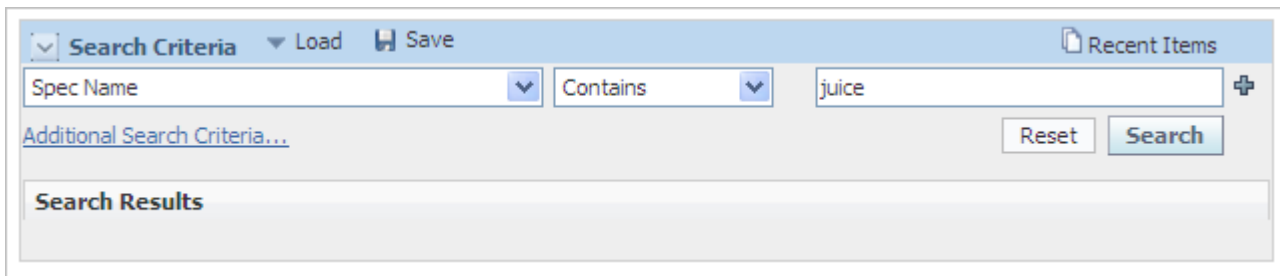 Search Criteria Load Save Recent Items
Spec Name Contains juice
Additional Search Criteria... Reset Search
Search Results